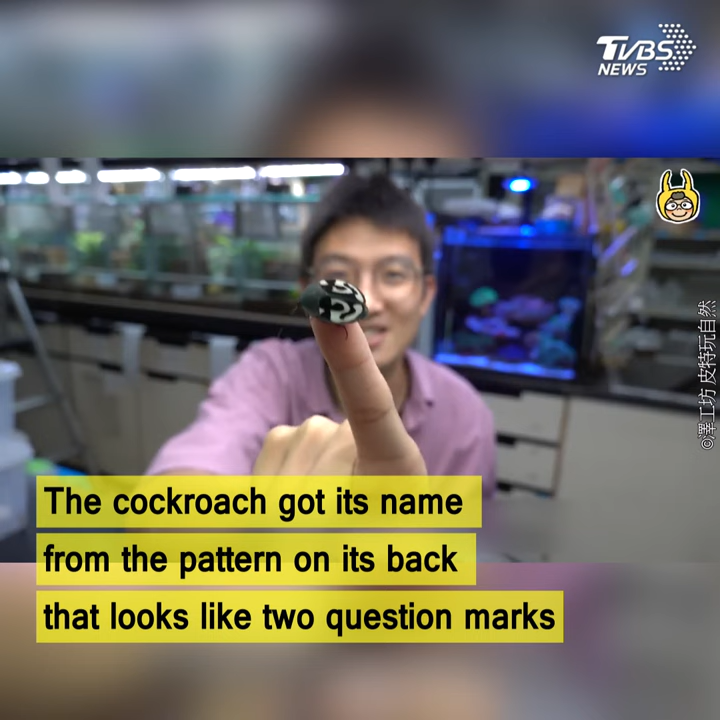 TVBS
NEWS
©澤工坊 皮特玩自然
The cockroach got its name
from the pattern on its back
that looks like two question marks